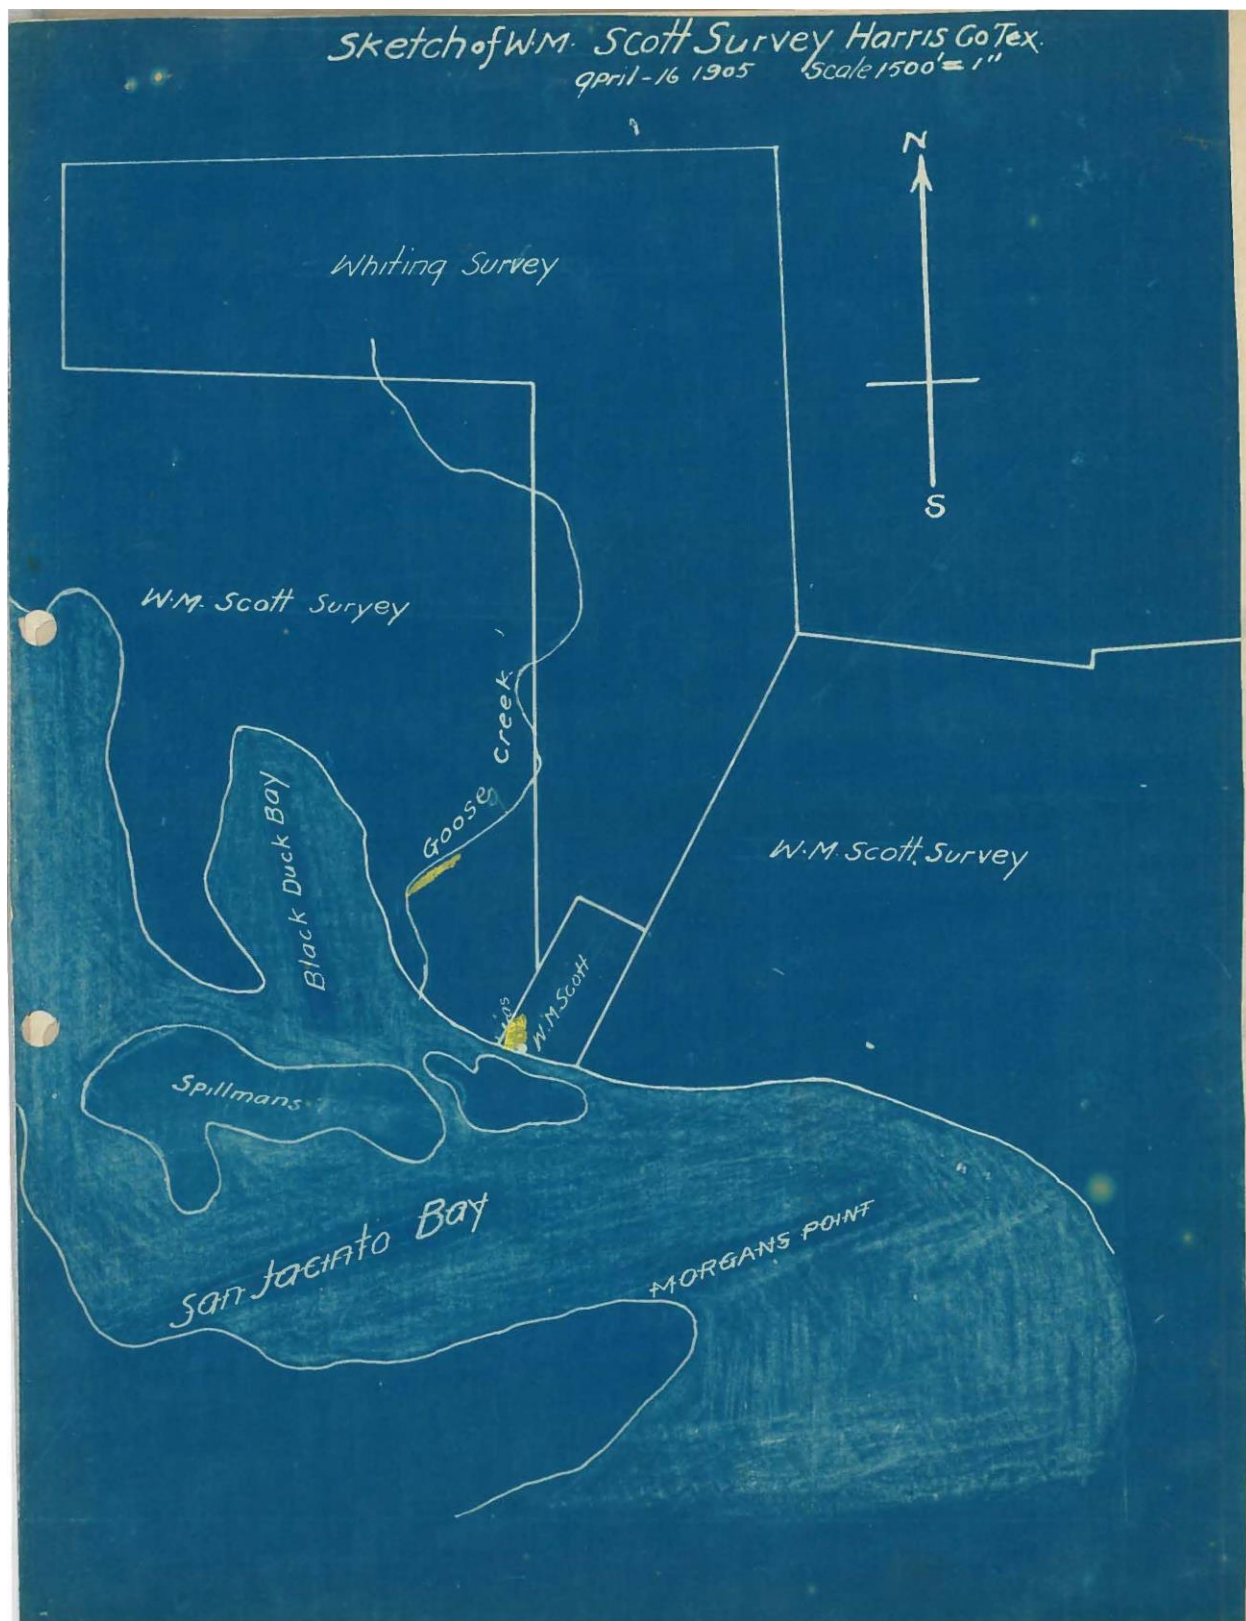 Sketch of W.M. Scott Survey Harris Co Tex.
April-16 1905 Scale 1500' = 1"
N
Whiting Survey
S
W.M. Scott Survey
Goose Creek
Black Duck Bay
W.M. Scott Survey
W.M. Scott
Spillmans
San Jacinto Bay
MORGANS POINT